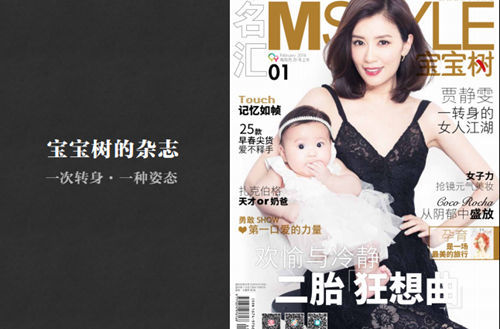 宝宝树的杂志
一次转身·一种姿态
名汇
MSTYLE
宝宝树
February 2016
01
贾静雯
一转身的
女人江湖
Touch
记忆如帧
25款
早春尖货
爱不释手
扎克伯格
天才or奶爸
勇敢 SHOW
第一口爱的力量
女子力
抢镜元气美妆
Coco Rocha
从阴郁中盛放
孕育
是一场
最美的旅行
欢愉与冷静
二胎 狂想曲